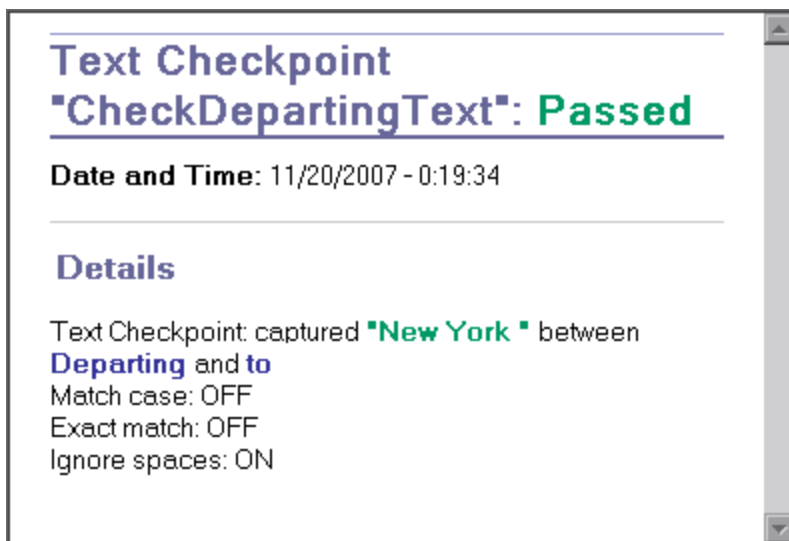 Text Checkpoint
"CheckDepartingText": Passed
Date and Time: 11/20/2007 - 0:19:34
Details
Text Checkpoint: captured "New York " between
Departing and to
Match case: OFF
Exact match: OFF
Ignore spaces: ON